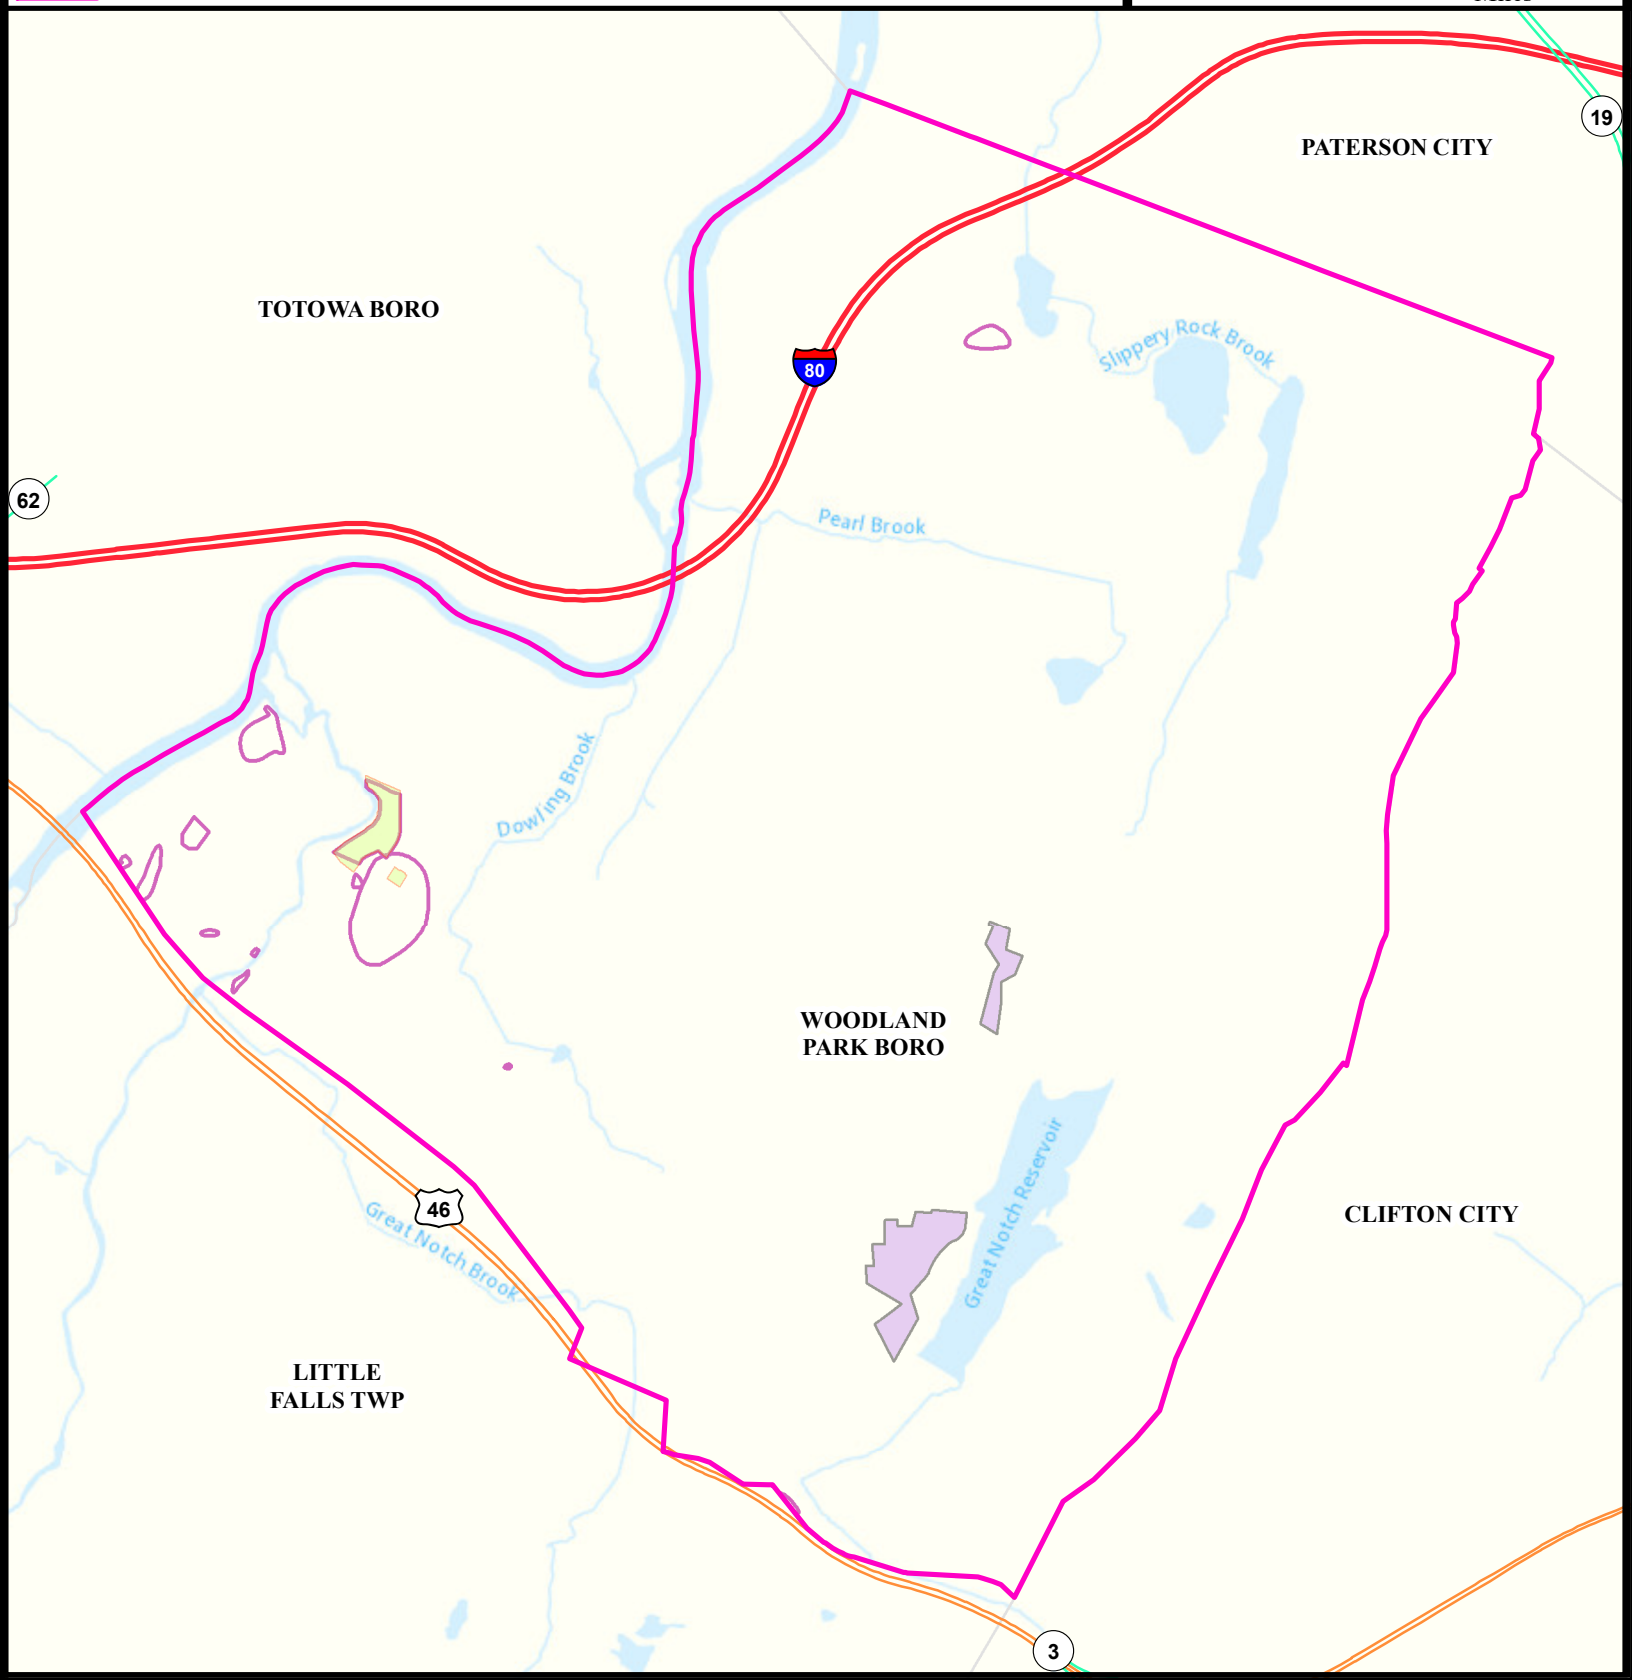 19
PATERSON CITY
TOTOWA BORO
Slippery Rock Brook
80
62
Pearl Brook
Dowling Brook
WOODLAND
PARK BORO
Great Notch Reservoir
46
CLIFTON CITY
Great Notch Brook
LITTLE
FALLS TWP
3